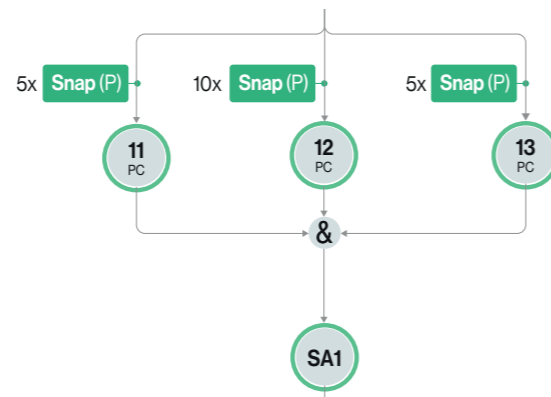 5x Snap (P)
10x Snap (P)
5x Snap (P)
11
PC
12
PC
13
PC
&
SA1